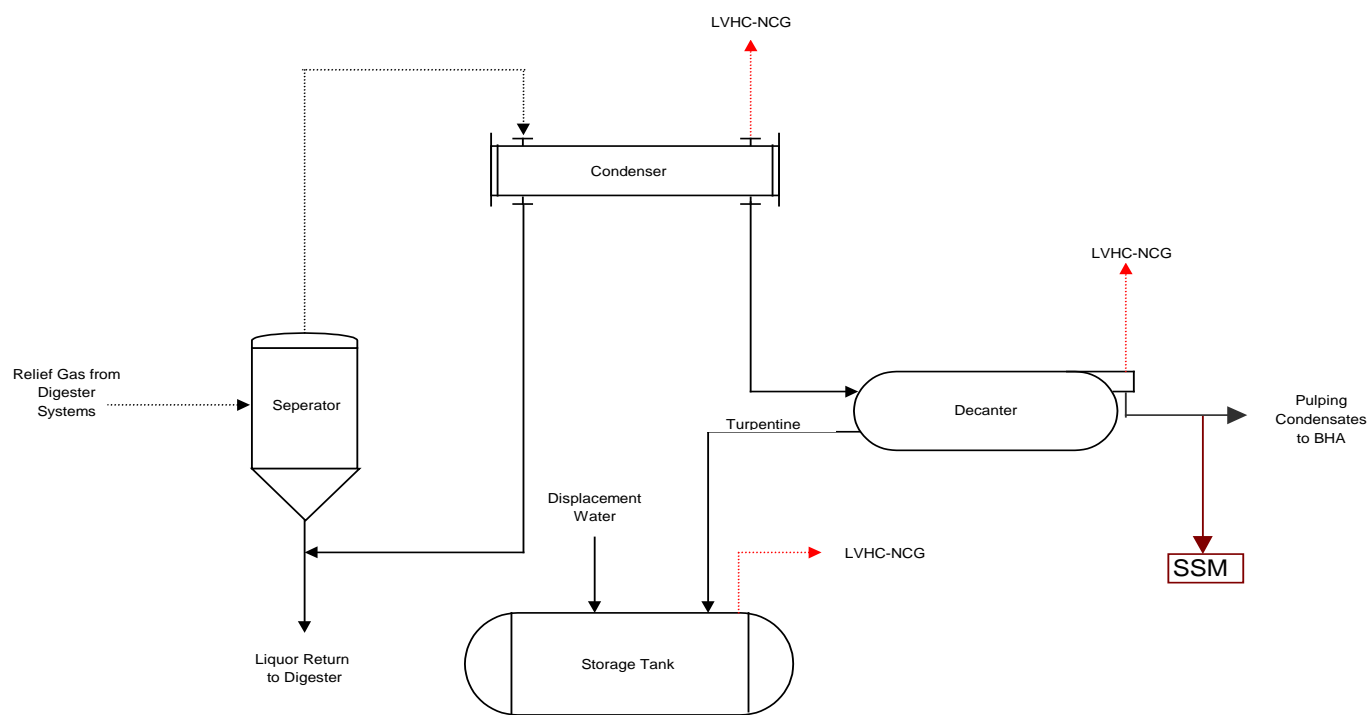 LVHC-NCG
Condenser
LVHC-NCG
Relief Gas from
Digester
Systems
Seperator
Decanter
Pulping
Condensates
to BHA
Turpentine
Displacement
Water
LVHC-NCG
SSM
Liquor Return
to Digester
Storage Tank